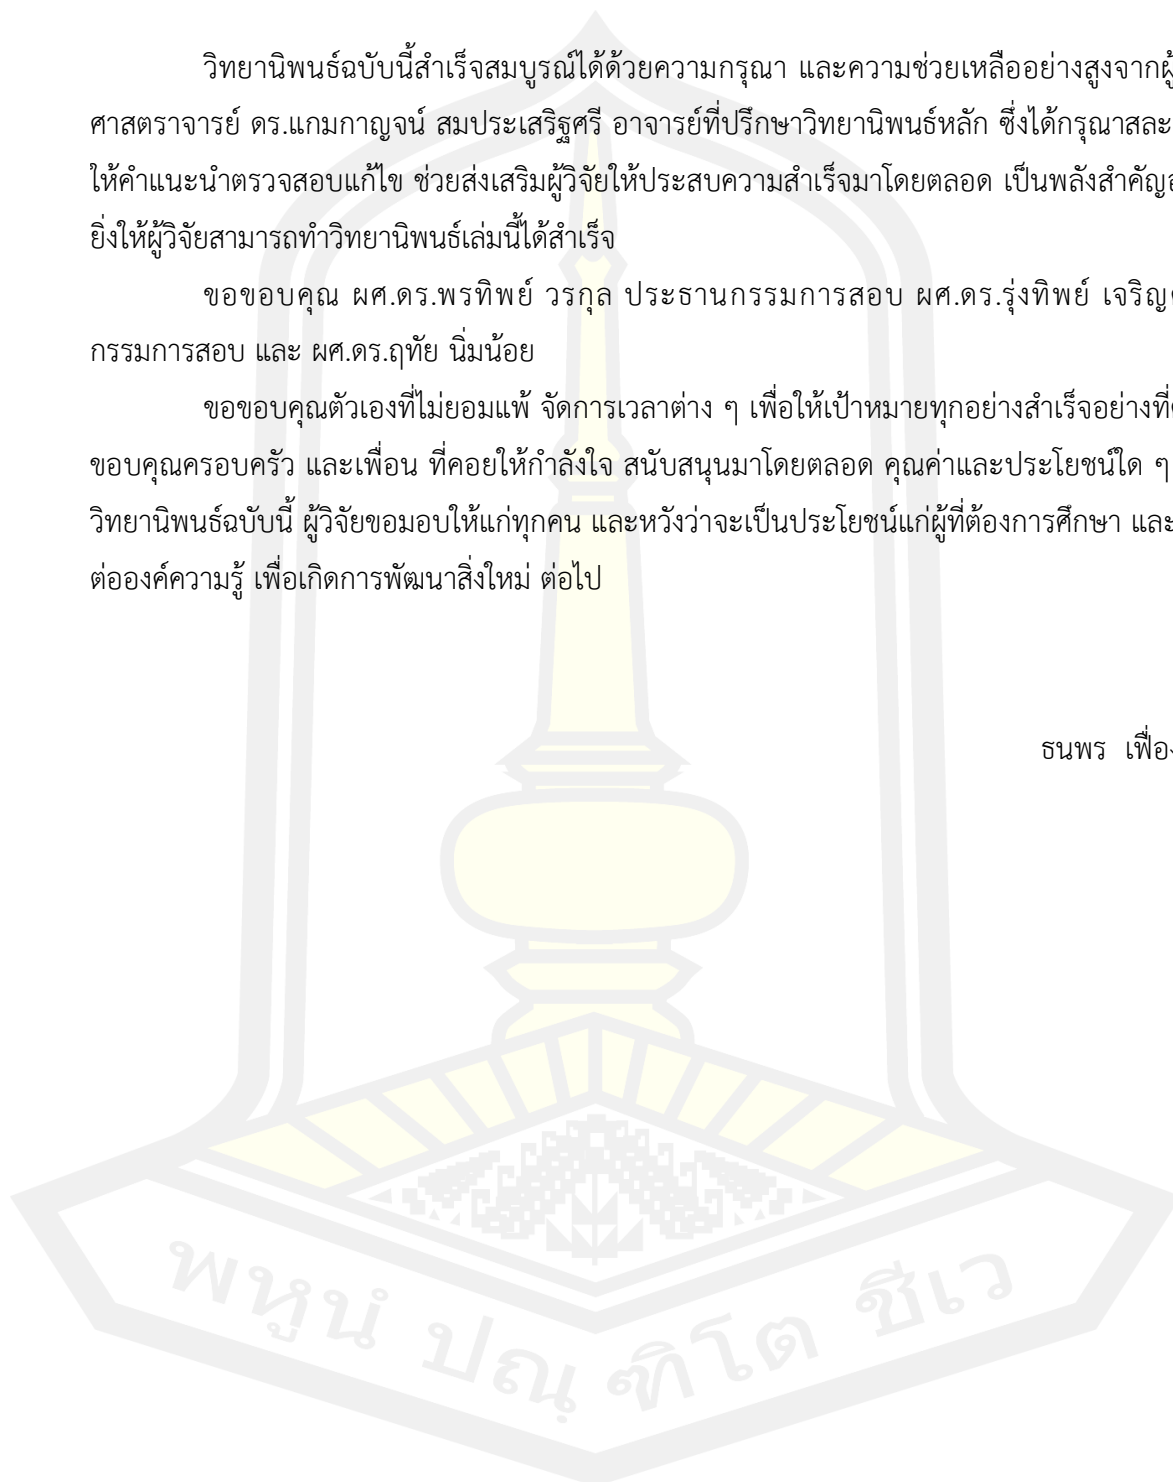 วิทยานิพนธ์ฉบับนี้สำเร็จสมบูรณ์ได้ด้วยความกรุณา และความช่วยเหลืออย่างสูงจาก
ศาสตราจารย์ ดร.แกมกาญจน์ สมประเสริฐศรี อาจารย์ที่ปรึกษาวิทยานิพนธ์หลัก ซึ่งได้กรุณาสละ
ให้คำแนะนำตรวจสอบแก้ไข ช่วยส่งเสริมผู้วิจัยให้ประสบความสำเร็จมาโดยตลอด เป็นพลังสำคัญ
ยิ่งให้ผู้วิจัยสามารถทำวิทยานิพนธ์เล่มนี้ได้สำเร็จ
ขอขอบคุณ ผศ.ดร.พรทิพย์ วรกุล ประธานกรรมการสอบ ผศ.ดร.รุ่งทิพย์ เจริญ
กรรมการสอบ และ ผศ.ดร.ฤทัย นิ่มน้อย
ขอขอบคุณตัวเองที่ไม่ยอมแพ้ จัดการเวลาต่าง ๆ เพื่อให้เป้าหมายทุกอย่างสำเร็จอย่างที่
ขอบคุณครอบครัว และเพื่อน ที่คอยให้กำลังใจ สนับสนุนมาโดยตลอด คุณค่าและประโยชน์ใด ๆ
วิทยานิพนธ์ฉบับนี้ ผู้วิจัยขอมอบให้แก่ทุกคน และหวังว่าจะเป็นประโยชน์แก่ผู้ที่ต้องการศึกษา และ
ต่อองค์ความรู้ เพื่อเกิดการพัฒนาสิ่งใหม่ ต่อไป
ธนพร เฟื่อง
พหูนํ ปณฺฑิโต ชีเว